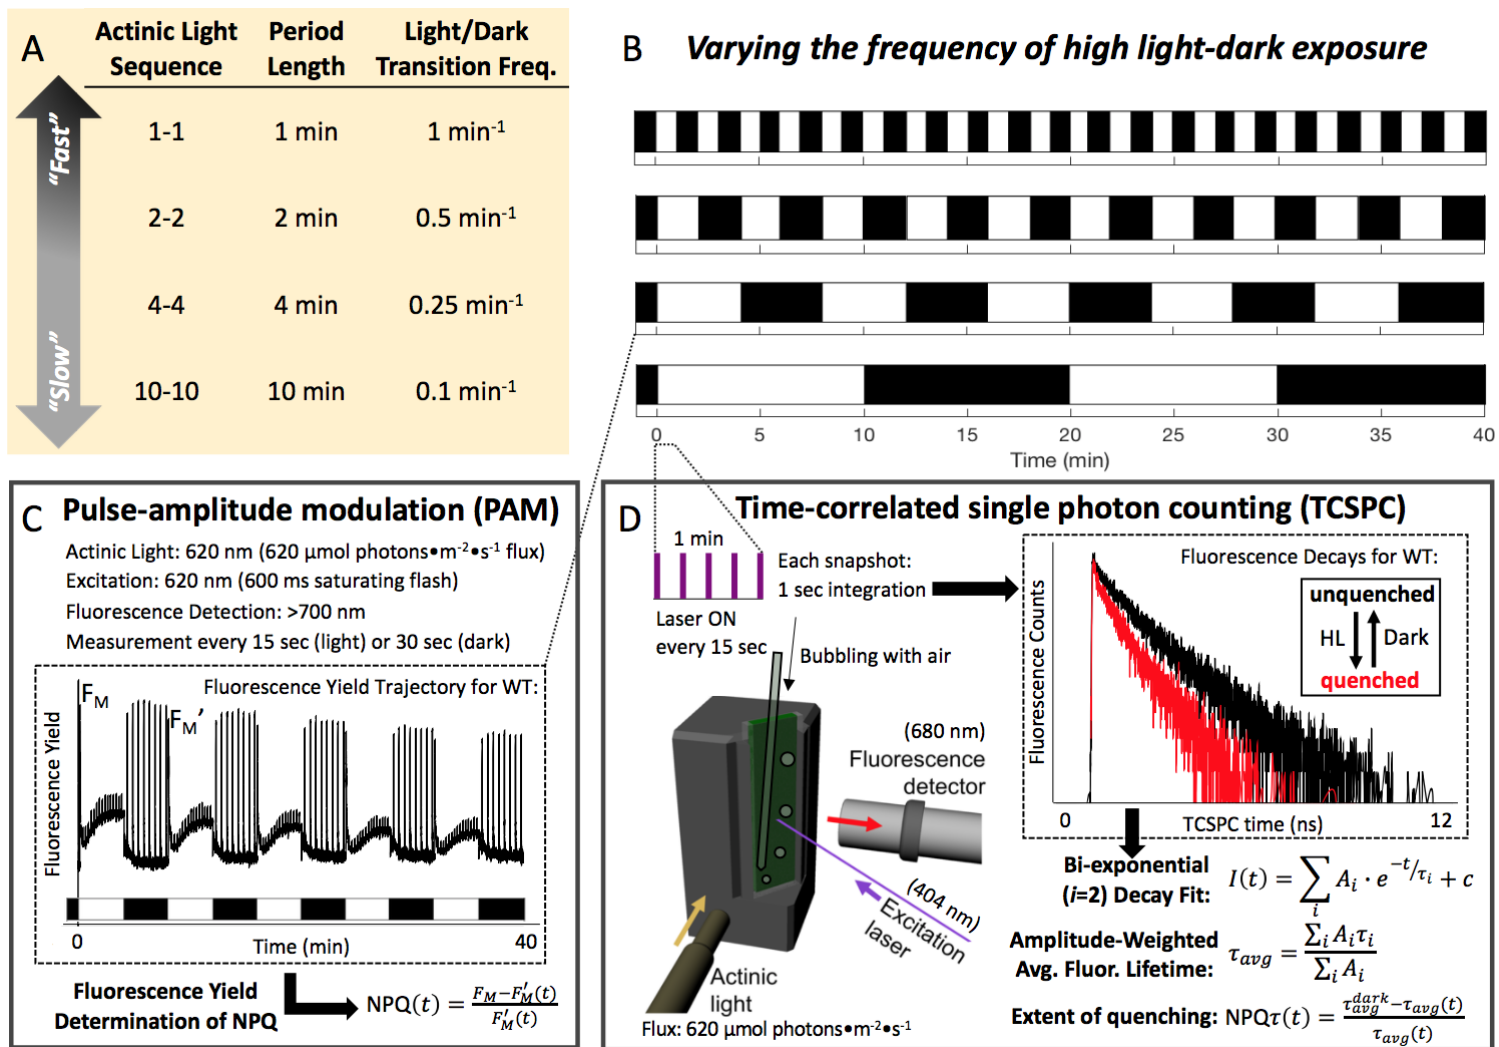 A
Actinic Light Sequence
Period Length
Light/Dark Transition Freq.
"Fast"
"Slow"
1-1 1 min 1 min⁻¹
2-2 2 min 0.5 min⁻¹
4-4 4 min 0.25 min⁻¹
10-10 10 min 0.1 min⁻¹
B Varying the frequency of high light-dark exposure
0 5 10 15 20 25 30 35 40
Time (min)
C Pulse-amplitude modulation (PAM)
Actinic Light: 620 nm (620 μmol photons•m⁻²•s⁻¹ flux)
Excitation: 620 nm (600 ms saturating flash)
Fluorescence Detection: >700 nm
Measurement every 15 sec (light) or 30 sec (dark)
Fluorescence Yield Trajectory for WT:
F_M
F_M'
Fluorescence Yield
0 Time (min) 40
Fluorescence Yield
Determination of NPQ
NPQ(t) = (F_M−F'_M(t))/F'_M(t)
D Time-correlated single photon counting (TCSPC)
1 min
Laser ON
every 15 sec
Each snapshot:
1 sec integration
Bubbling with air
(680 nm)
Fluorescence
detector
(404 nm)
Excitation
laser
Actinic
light
Flux: 620 μmol photons•m⁻²•s⁻¹
Fluorescence Decays for WT:
unquenched
HL Dark
quenched
Fluorescence Counts
0 TCSPC time (ns) 12
Bi-exponential
(i=2) Decay Fit:
I(t) = ∑_i A_i · e^(−t/τ_i) + c
Amplitude-Weighted
Avg. Fluor. Lifetime:
τ_avg = ∑_i A_iτ_i / ∑_i A_i
Extent of quenching: NPQτ(t) = (τ_avg^dark−τ_avg(t))/τ_avg(t)